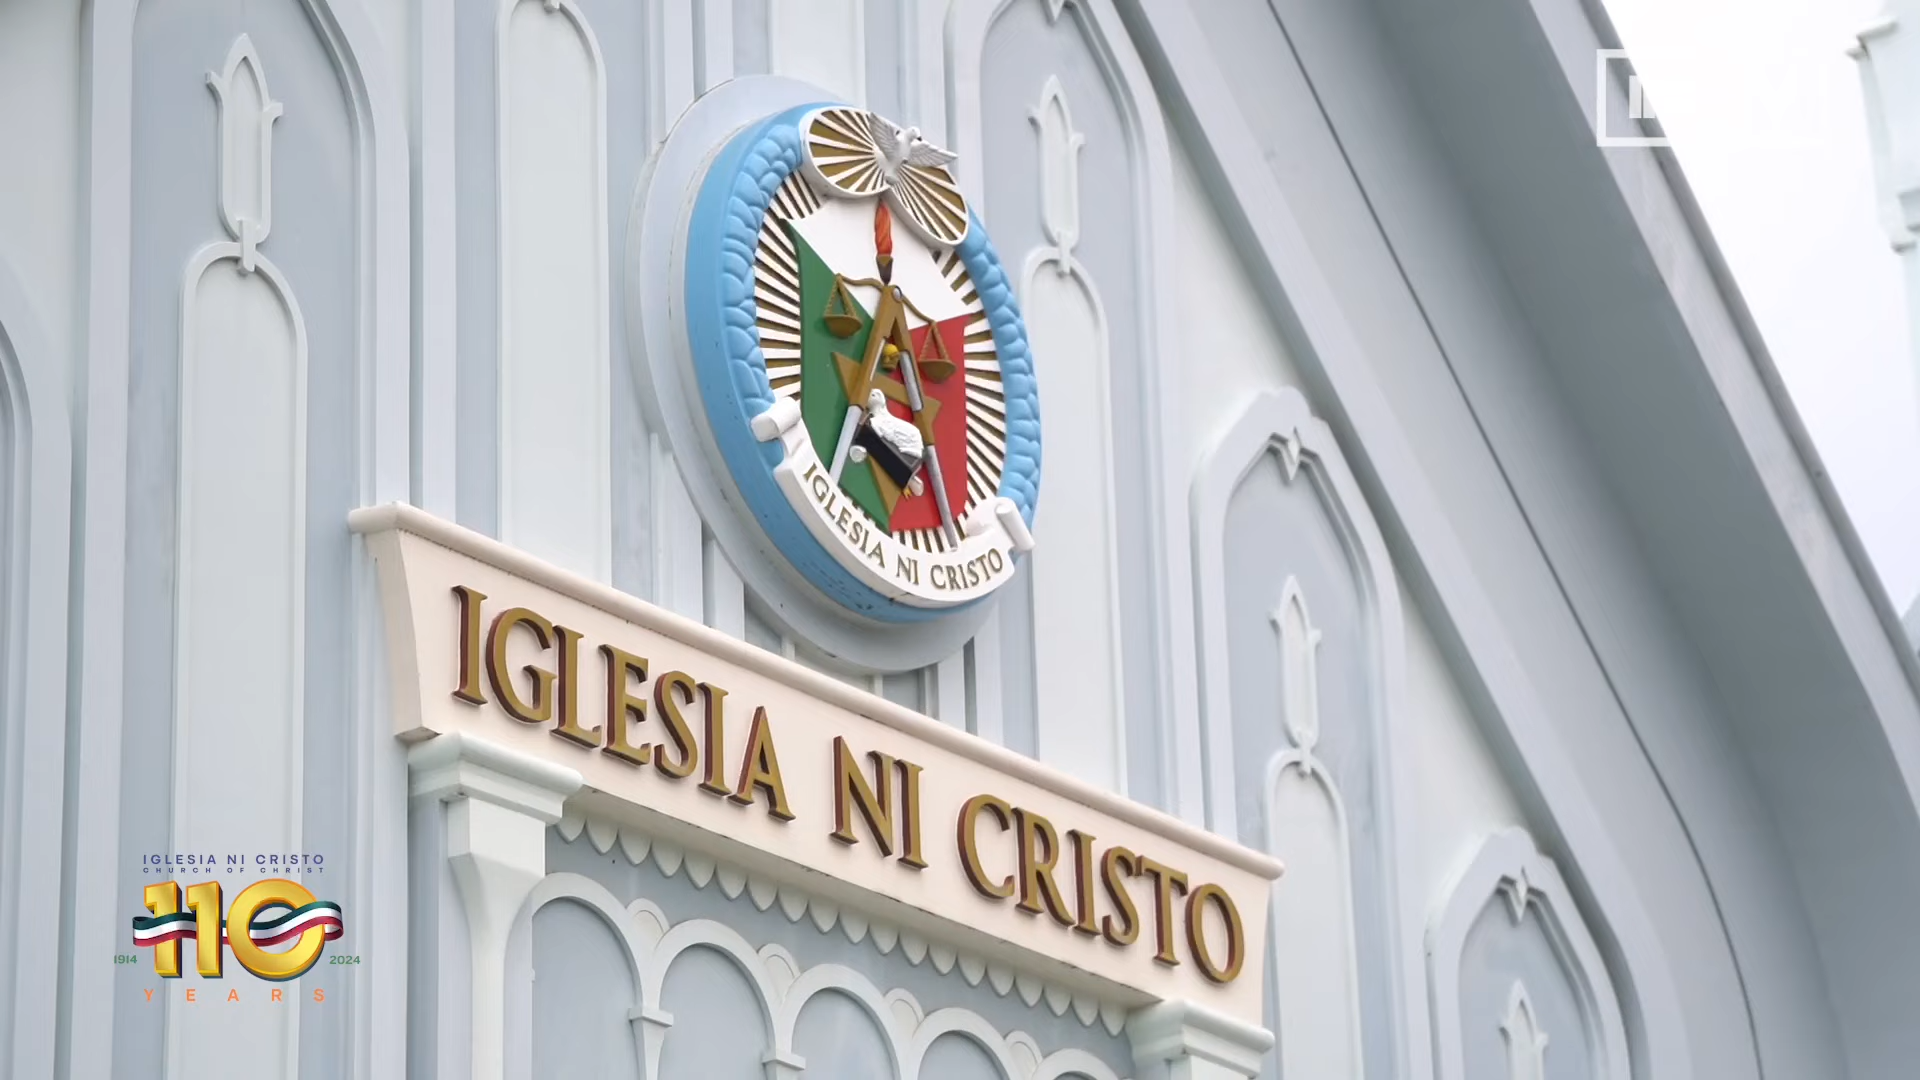 IGLESIA NI CRISTO
IGLESIA NI CRISTO
IGLESIA NI CRISTO
CHURCH OF CHRIST
110
1914 2024
YEARS